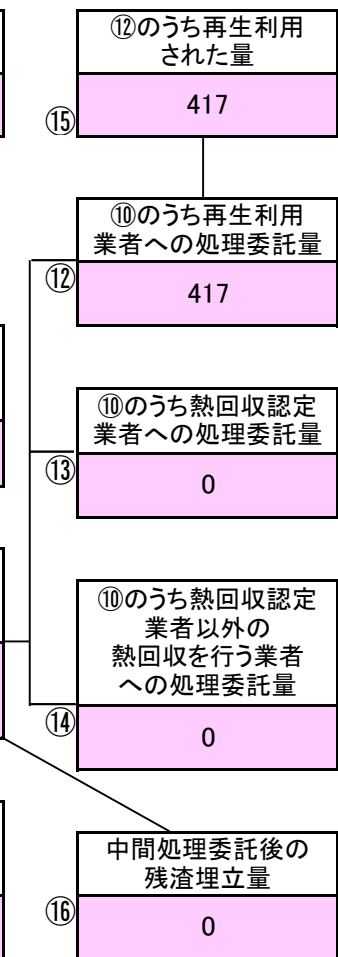 ⑫のうち再生利用
された量
⑮
417
⑩のうち再生利用
業者への処理委託量
⑫
417
⑩のうち熱回収認定
業者への処理委託量
⑬
0
⑩のうち熱回収認定
業者以外の
熱回収を行う業者
への処理委託量
⑭
0
中間処理委託後の
残渣埋立量
⑯
0